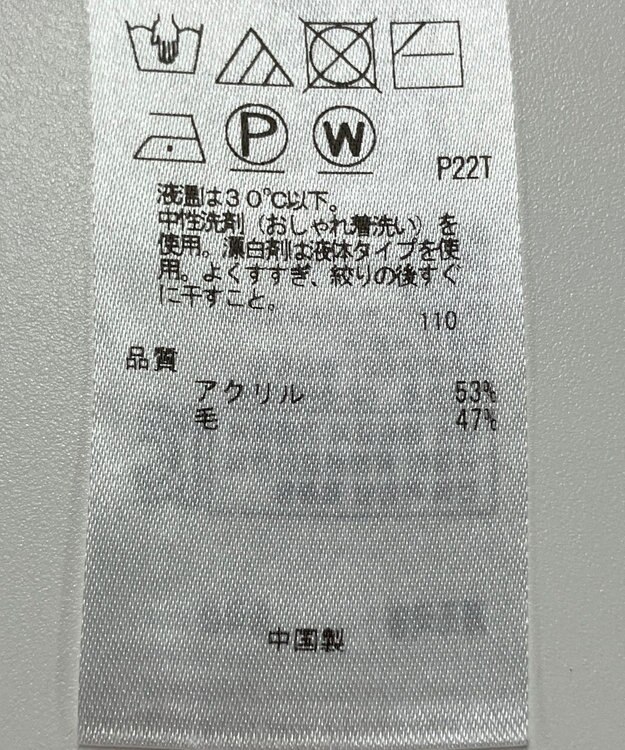 P
W
P22T
液温は30℃以下。
中性洗剤（おしゃれ着洗い）を
使用。漂白剤は液体タイプを使
用。よくすすぎ、絞りの後すぐ
に干すこと。
110
品質
アクリル 53%
毛 47%
中国製